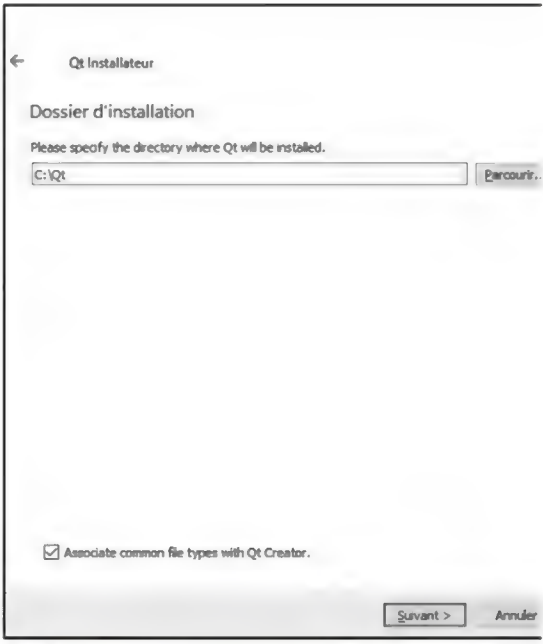 Qt Installateur
Dossier d'installation
Please specify the directory where Qt will be installed.
C:\Qt
Parcourir..
Associate common file types with Qt Creator.
Suivant >
Annuler